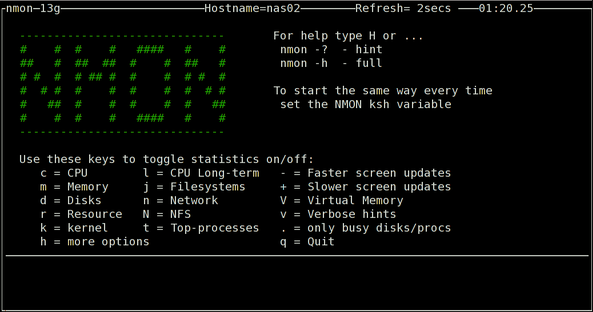 nmon-13g Hostname=nas02 Refresh= 2secs 01:20.25
------------------------------
#    #  #    #   ####   #    #
##   #  ##  ##  #    #  ##   #
# #  #  # ## #  #    #  # #  #
#  # #  #    #  #    #  #  # #
#   ##  #    #  #    #  #   ##
#    #  #    #   ####   #    #
------------------------------
For help type H or ...
nmon -? - hint
nmon -h - full
To start the same way every time
set the NMON ksh variable
Use these keys to toggle statistics on/off:
c = CPU l = CPU Long-term - = Faster screen updates
m = Memory j = Filesystems + = Slower screen updates
d = Disks n = Network V = Virtual Memory
r = Resource N = NFS v = Verbose hints
k = kernel t = Top-processes . = only busy disks/procs
h = more options q = Quit